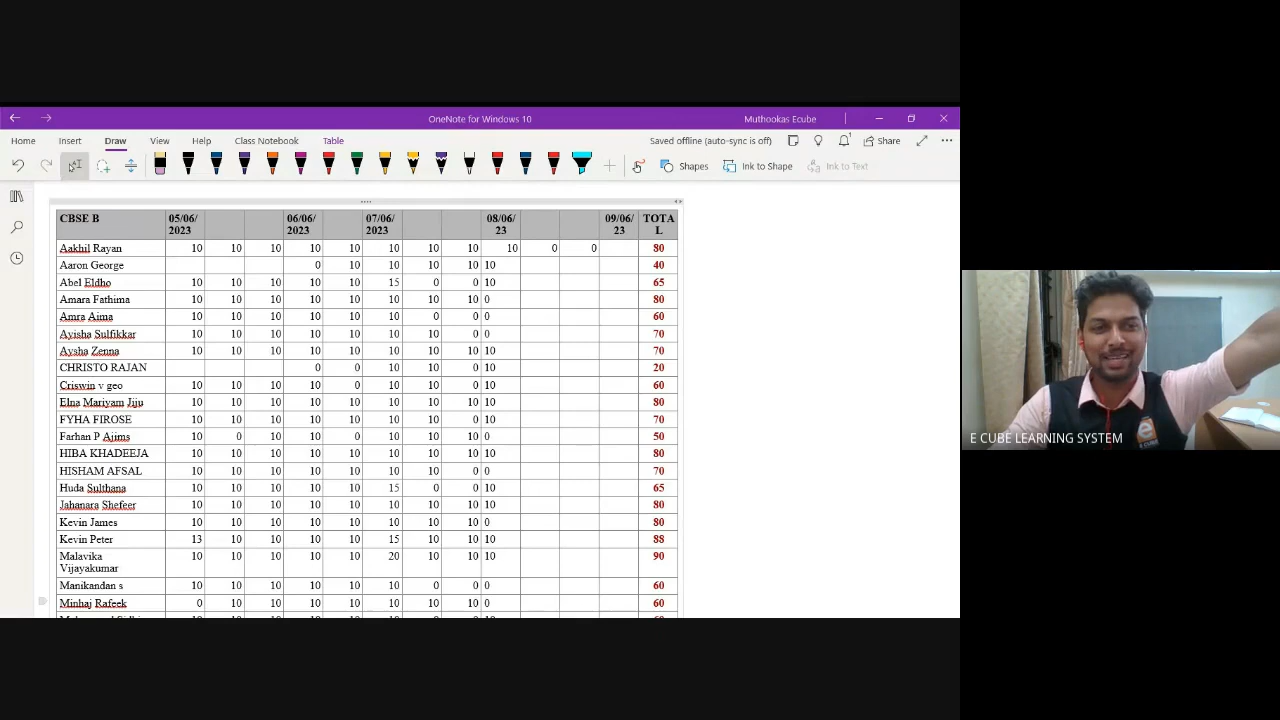 OneNote for Windows 10
Muthookas Ecube
Home Insert Draw View Help Class Notebook Table
Saved offline (auto-sync is off)
Share
Shapes Ink to Shape Ink to Text
CBSE B 05/06/ 06/06/ 07/06/ 08/06/ 09/06/ TOTA
2023 2023 2023 23 23 L
Aakhil Rayan 10 10 10 10 10 10 10 10 10 0 0 80
Aaron George 0 10 10 10 10 10 40
Abel Eldho 10 10 10 10 10 15 0 0 10 65
Amara Fathima 10 10 10 10 10 10 10 10 0 80
Amra Aima 10 10 10 10 10 10 0 0 0 60
Ayisha Sulfikkar 10 10 10 10 10 10 10 0 0 70
Aysha Zenna 10 10 10 10 10 10 10 10 10 70
CHRISTO RAJAN 0 0 10 10 0 10 20
Criswin v geo 10 10 10 10 0 10 10 0 10 60
Elna Mariyam Jiju 10 10 10 10 10 10 10 10 10 80
FYHA FIROSE 10 10 10 10 10 10 10 0 10 70
Farhan P Ajims 10 0 10 10 0 10 10 10 0 50
HIBA KHADEEJA 10 10 10 10 10 10 10 10 10 80
HISHAM AFSAL 10 10 10 10 10 10 10 0 0 70
Huda Sulthana 10 10 10 10 10 15 0 0 10 65
Jahanara Shefeer 10 10 10 10 10 10 10 10 10 80
Kevin James 10 10 10 10 10 10 10 10 0 80
Kevin Peter 13 10 10 10 10 15 10 10 10 88
Malavika 10 10 10 10 10 20 10 10 10 90
Vijayakumar
Manikandan s 10 10 10 10 10 10 0 0 0 60
Minhaj Rafeek 0 10 10 10 10 10 10 10 0 60
E CUBE LEARNING SYSTEM
E CUBE